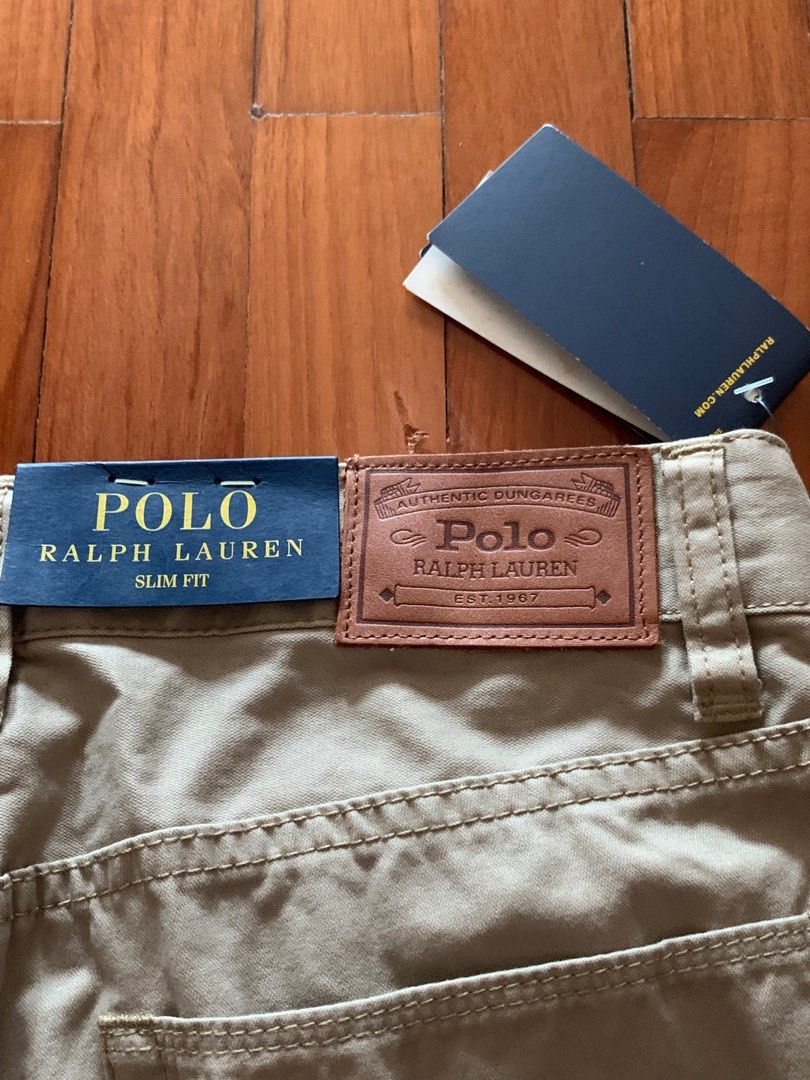 RALPHLAUREN.COM
POLO
RALPH LAUREN
SLIM FIT
AUTHENTIC DUNGAREES
Polo
RALPH LAUREN
EST. 1967